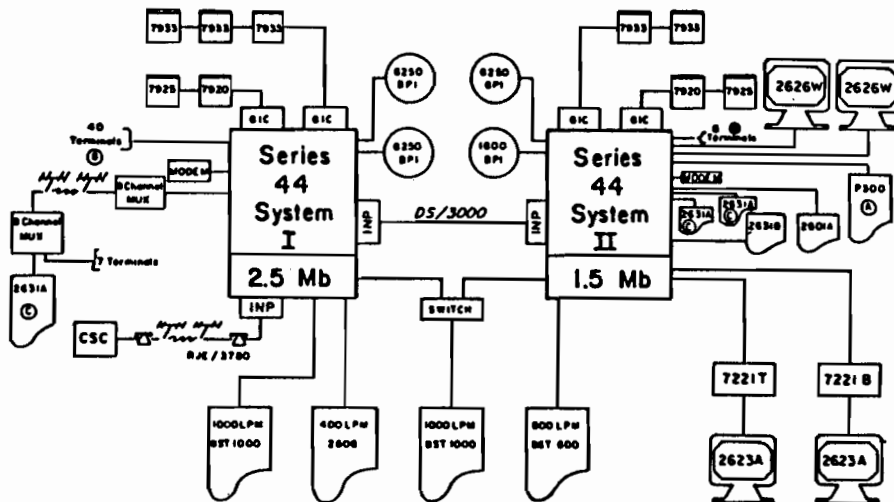 7933 7933 7933
7925 7920
GIC GIC
6250 BPI
6250 BPI
40 Terminals
B
MODEM
8 Channel MUX
8 Channel MUX
7 Terminals
2631A
C
Series
44
System
I
2.5 Mb
INP
INP
CSC
RJE/3780
1000 LPM
BST 1000
400 LPM
2608
DS/3000
SWITCH
1000 LPM
BST 1000
7933 7933
7920 7925
GIC GIC
6250 BPI
1600 BPI
INP
Series
44
System
II
1.5 Mb
8
Terminals
MODEM
2626W
2626W
2631A
C
2631A
C
2631B
2601A
P300
A
BST 600
7221T
7221B
2623A
2623A